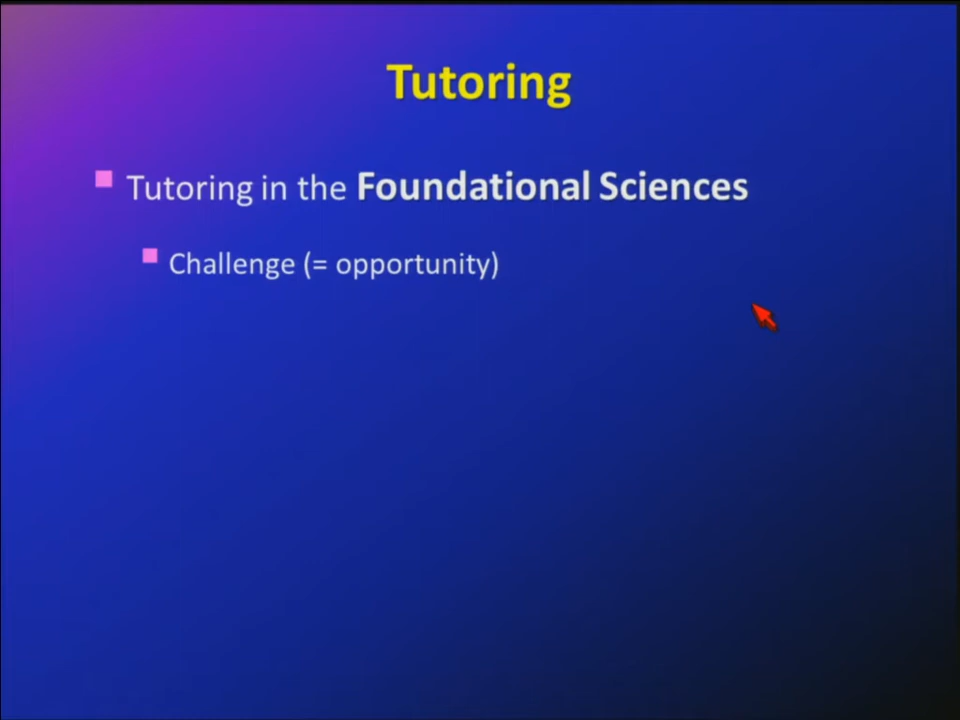 Tutoring
Tutoring in the Foundational Sciences
Challenge (= opportunity)